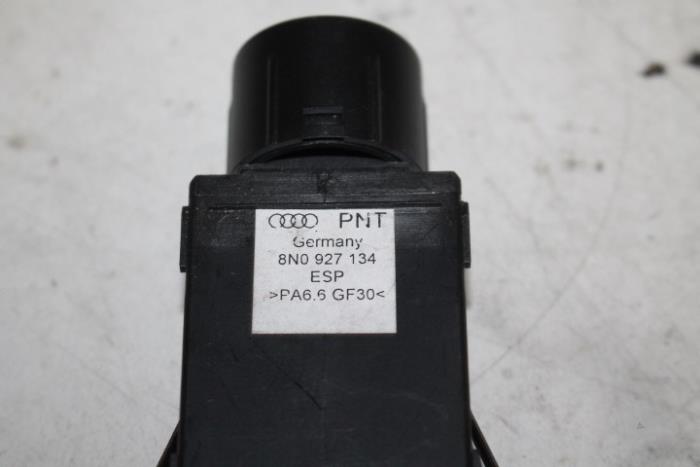 PNT
Germany
8N0 927 134
ESP
>PA6.6 GF30<